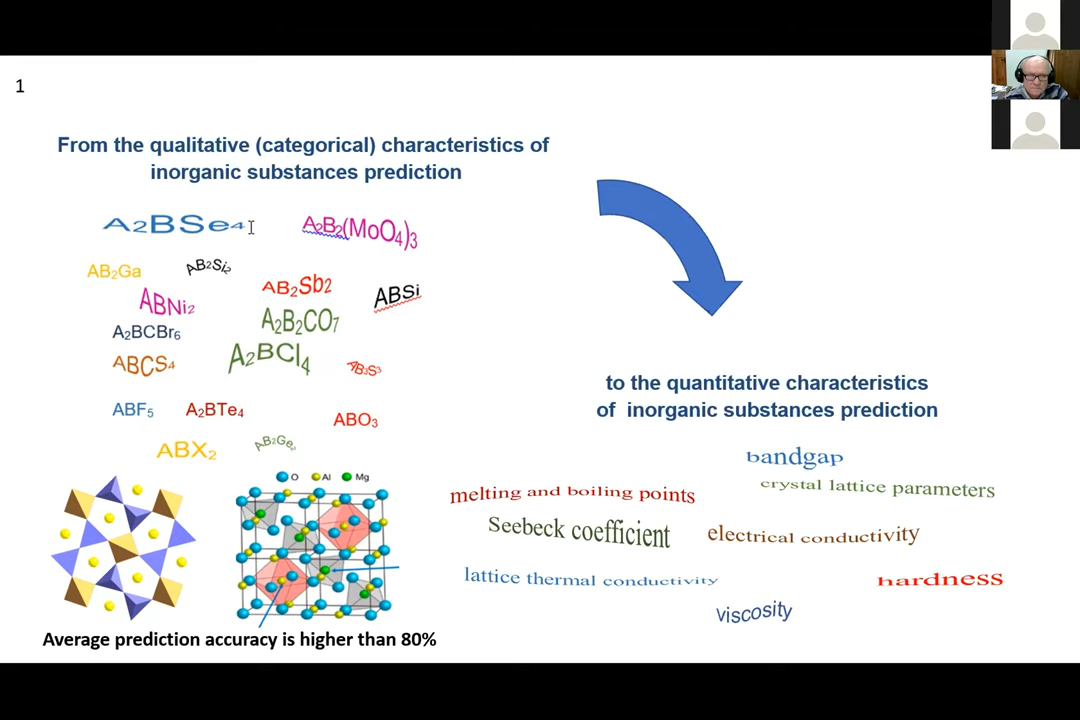 1
From the qualitative (categorical) characteristics of
inorganic substances prediction
A₂BSe₄
A₂B₂(MoO₄)₃
AB₂Ga
AB₂Si₂
AB₂Sb₂
ABSi
ABNi₂
A₂B₂CO₇
A₂BCBr₆
A₂BCl₄
ABCS₄
AB₃S₃
ABF₅
A₂BTe₄
ABO₃
ABX₂
AB₂Ge₂
O
Al
Mg
Average prediction accuracy is higher than 80%
to the quantitative characteristics
of inorganic substances prediction
bandgap
melting and boiling points
crystal lattice parameters
Seebeck coefficient
electrical conductivity
lattice thermal conductivity
hardness
viscosity